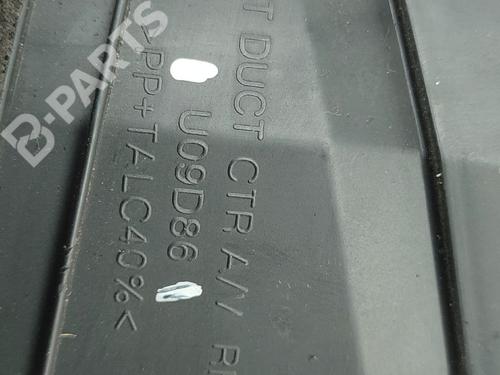 T DUCT CTR A/V R
U09D86
>PP+TALC40%<
B-PARTS